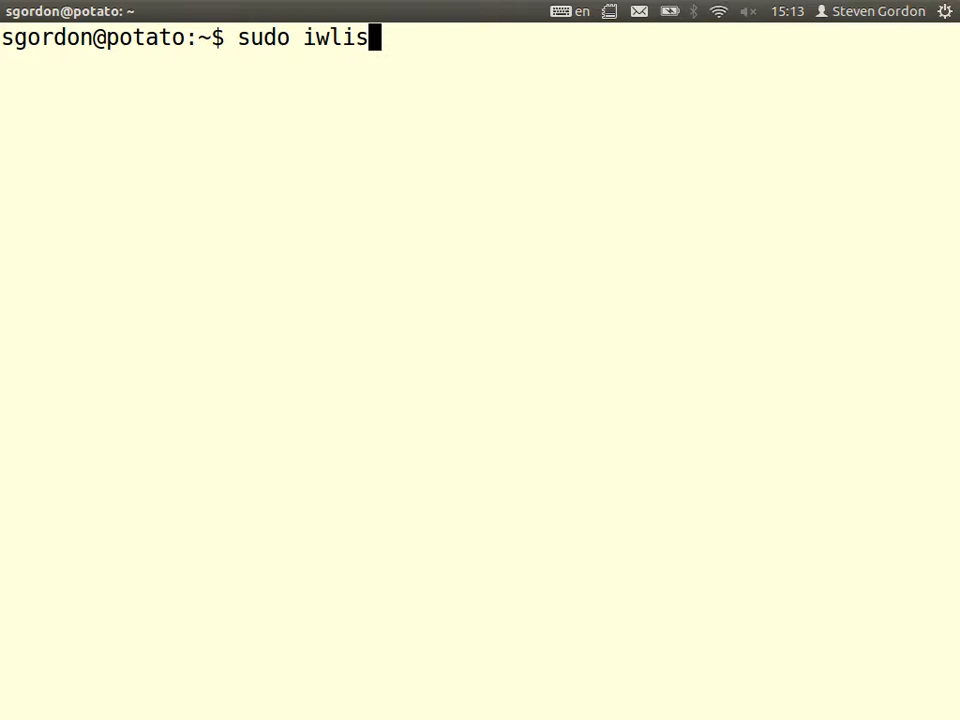 sgordon@potato: ~
en
15:13
Steven Gordon
sgordon@potato:~$ sudo iwlis